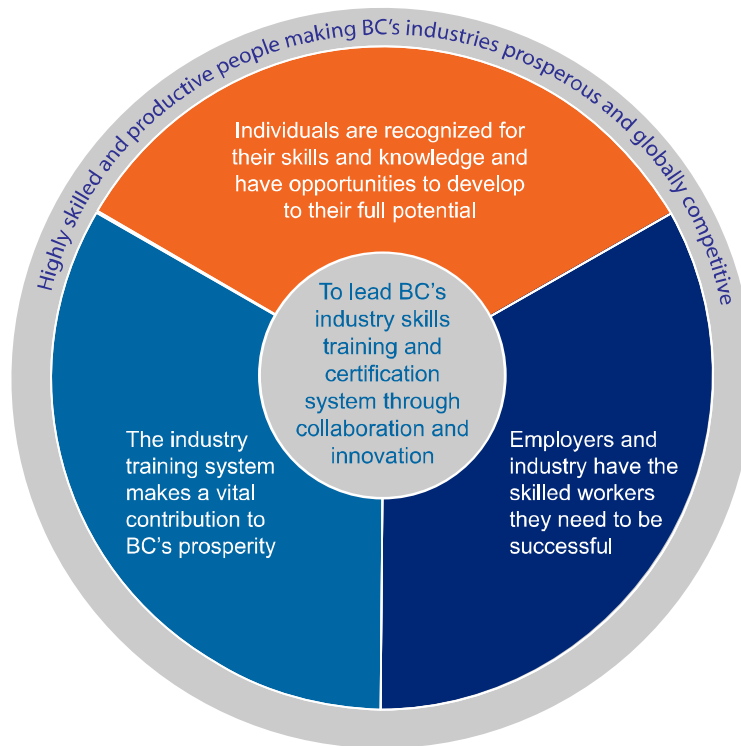 Highly skilled and productive people making BC's industries prosperous and globally competitive
Individuals are recognized for
their skills and knowledge and
have opportunities to develop
to their full potential
To lead BC's
industry skills
training and
certification
system through
collaboration and
innovation
The industry
training system
makes a vital
contribution to
BC's prosperity
Employers and
industry have the
skilled workers
they need to be
successful